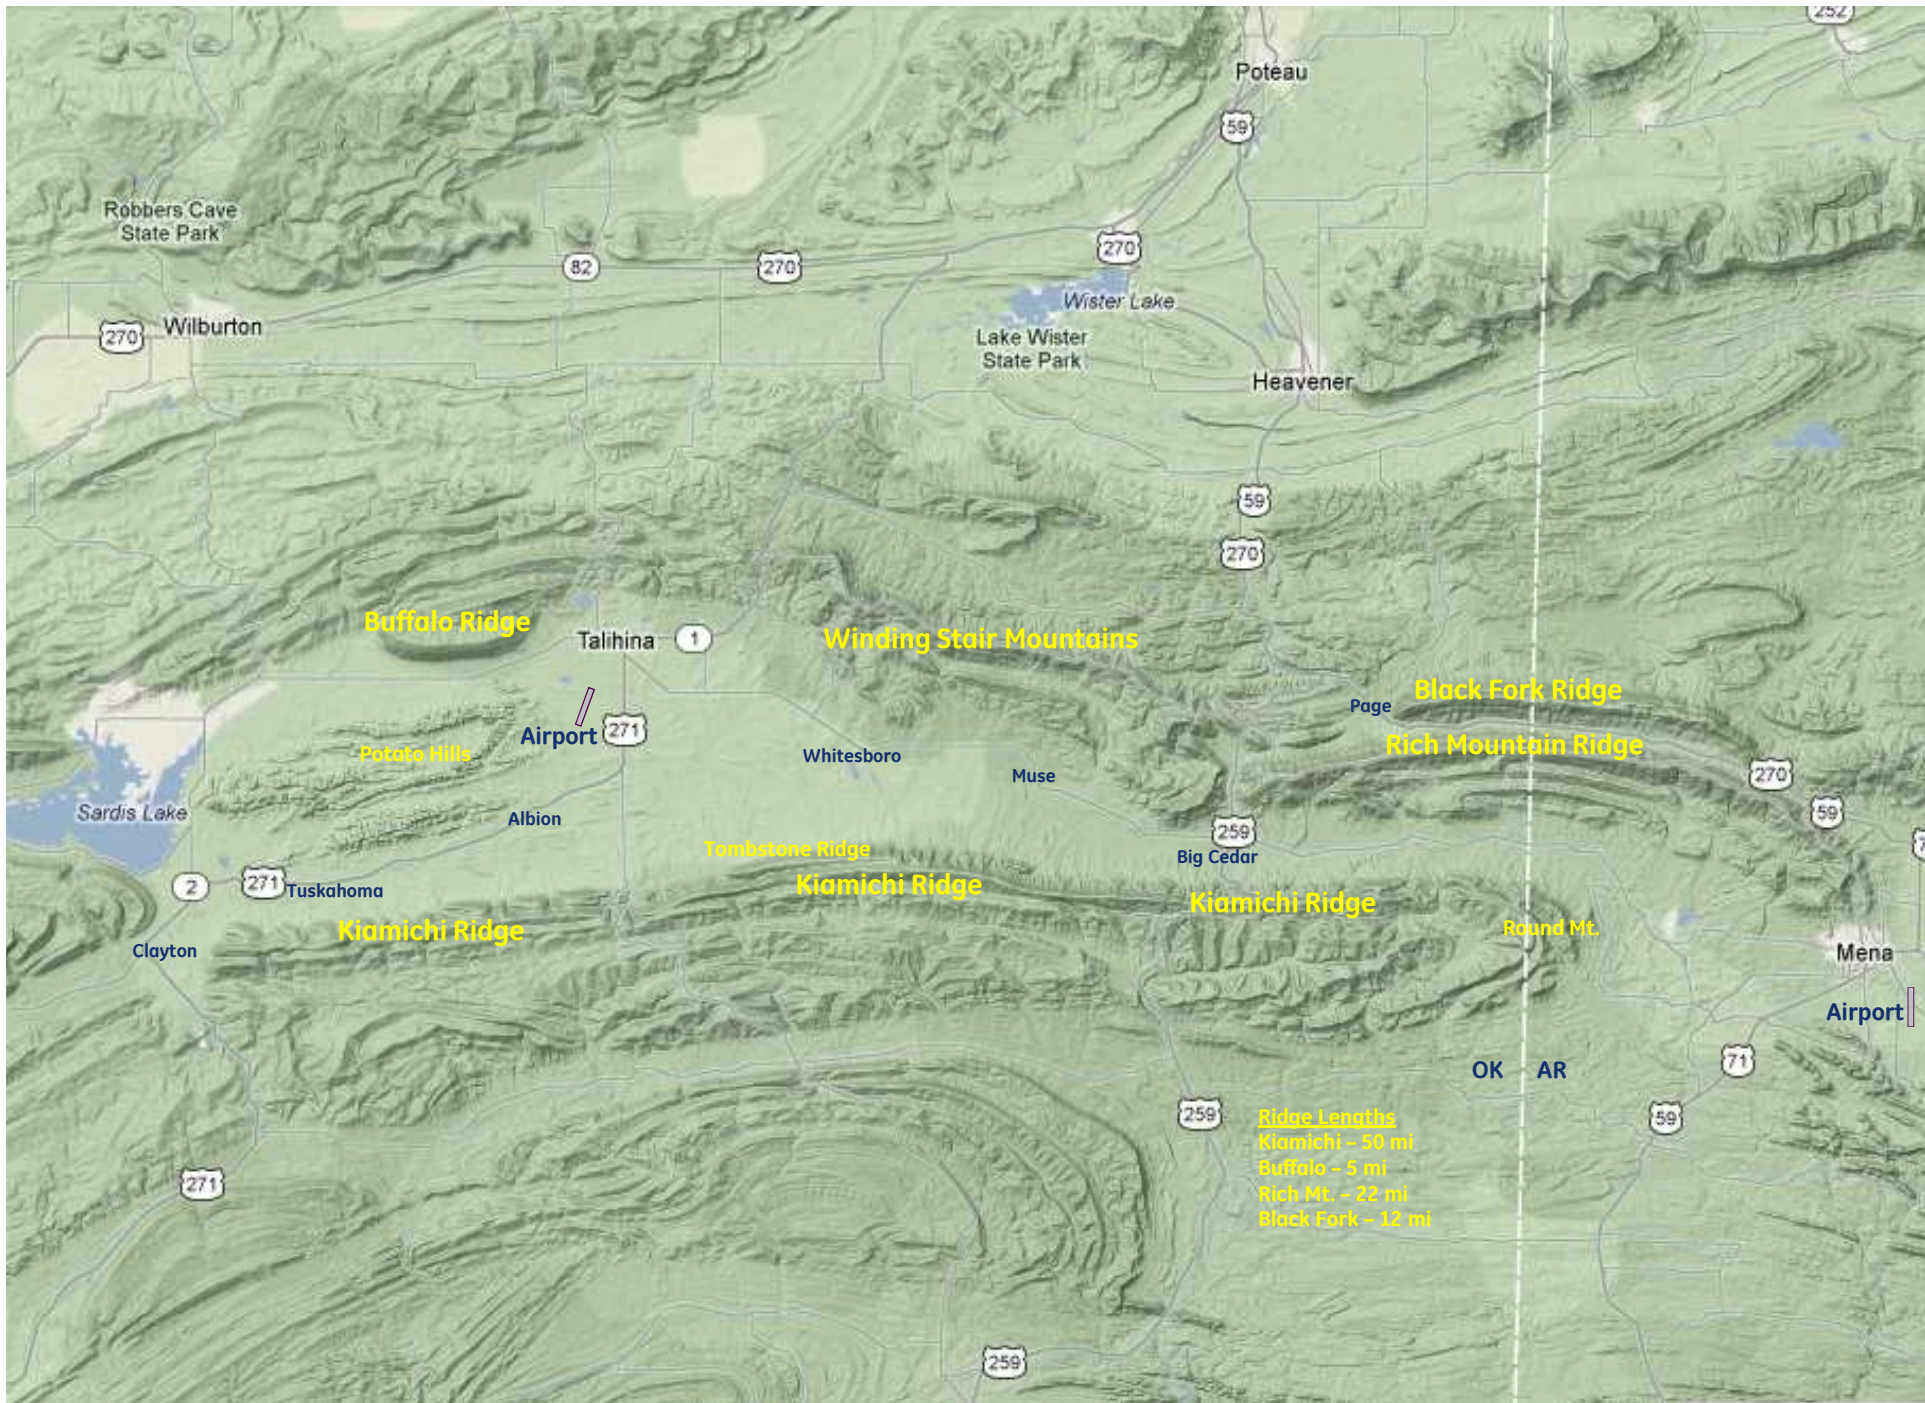 252
Poteau
59
Robbers Cave
State Park
82
270
270
Wister Lake
270
Wilburton
Lake Wister
State Park
Heavener
59
270
Buffalo Ridge
Talihina
1
Winding Stair Mountains
Black Fork Ridge
Page
Airport
271
Rich Mountain Ridge
Potato Hills
Whitesboro
Muse
270
Sardis Lake
Albion
59
259
7
Tombstone Ridge
Big Cedar
2
271
Tuskahoma
Kiamichi Ridge
Kiamichi Ridge
Kiamichi Ridge
Round Mt.
Clayton
Mena
Airport
71
OK
AR
259
59
Ridge Lengths
Kiamichi – 50 mi
Buffalo – 5 mi
Rich Mt. – 22 mi
Black Fork – 12 mi
271
259